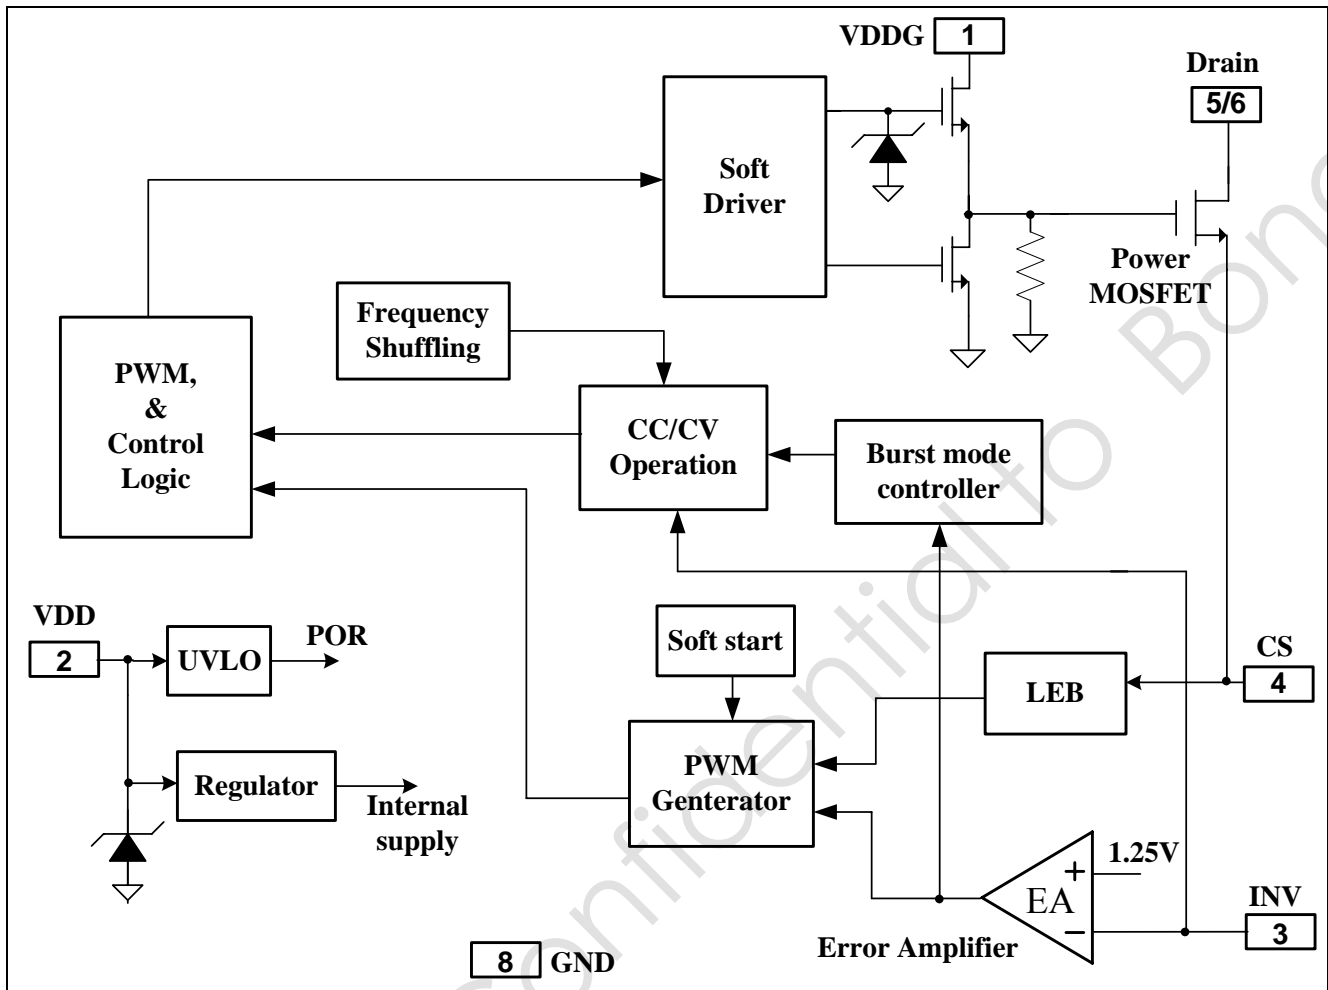 VDDG 1
Drain
5/6
Soft
Driver
Power
MOSFET
Frequency
Shuffling
PWM,
&
Control
Logic
CC/CV
Operation
Burst mode
controller
VDD
2
UVLO
POR
Soft start
LEB
CS
4
Regulator
Internal
supply
PWM
Genterator
1.25V
+
EA
−
INV
3
Error Amplifier
8 GND
Confidential to